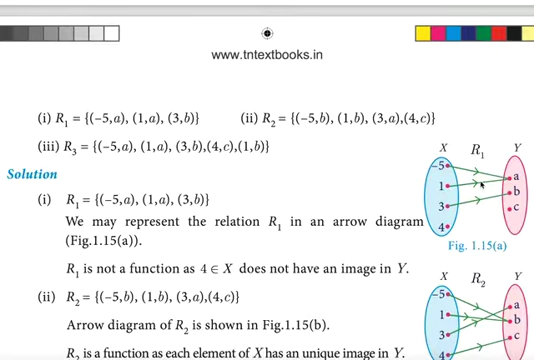 www.tntextbooks.in
(i) R₁ = {(−5,a), (1,a), (3,b)} (ii) R₂ = {(−5,b), (1,b), (3,a),(4,c)}
(iii) R₃ = {(−5,a), (1,a), (3,b),(4,c),(1,b)}
Solution
(i) R₁ = {(−5,a), (1,a), (3,b)}
We may represent the relation R₁ in an arrow diagram
(Fig.1.15(a)).
R₁ is not a function as 4 ∈ X does not have an image in Y.
(ii) R₂ = {(−5,b), (1,b), (3,a),(4,c)}
Arrow diagram of R₂ is shown in Fig.1.15(b).
R₂ is a function as each element of X has an unique image in Y.
X R₁ Y
−5 a
1 b
3 c
4
Fig. 1.15(a)
X R₂ Y
−5 a
1 b
3 c
4